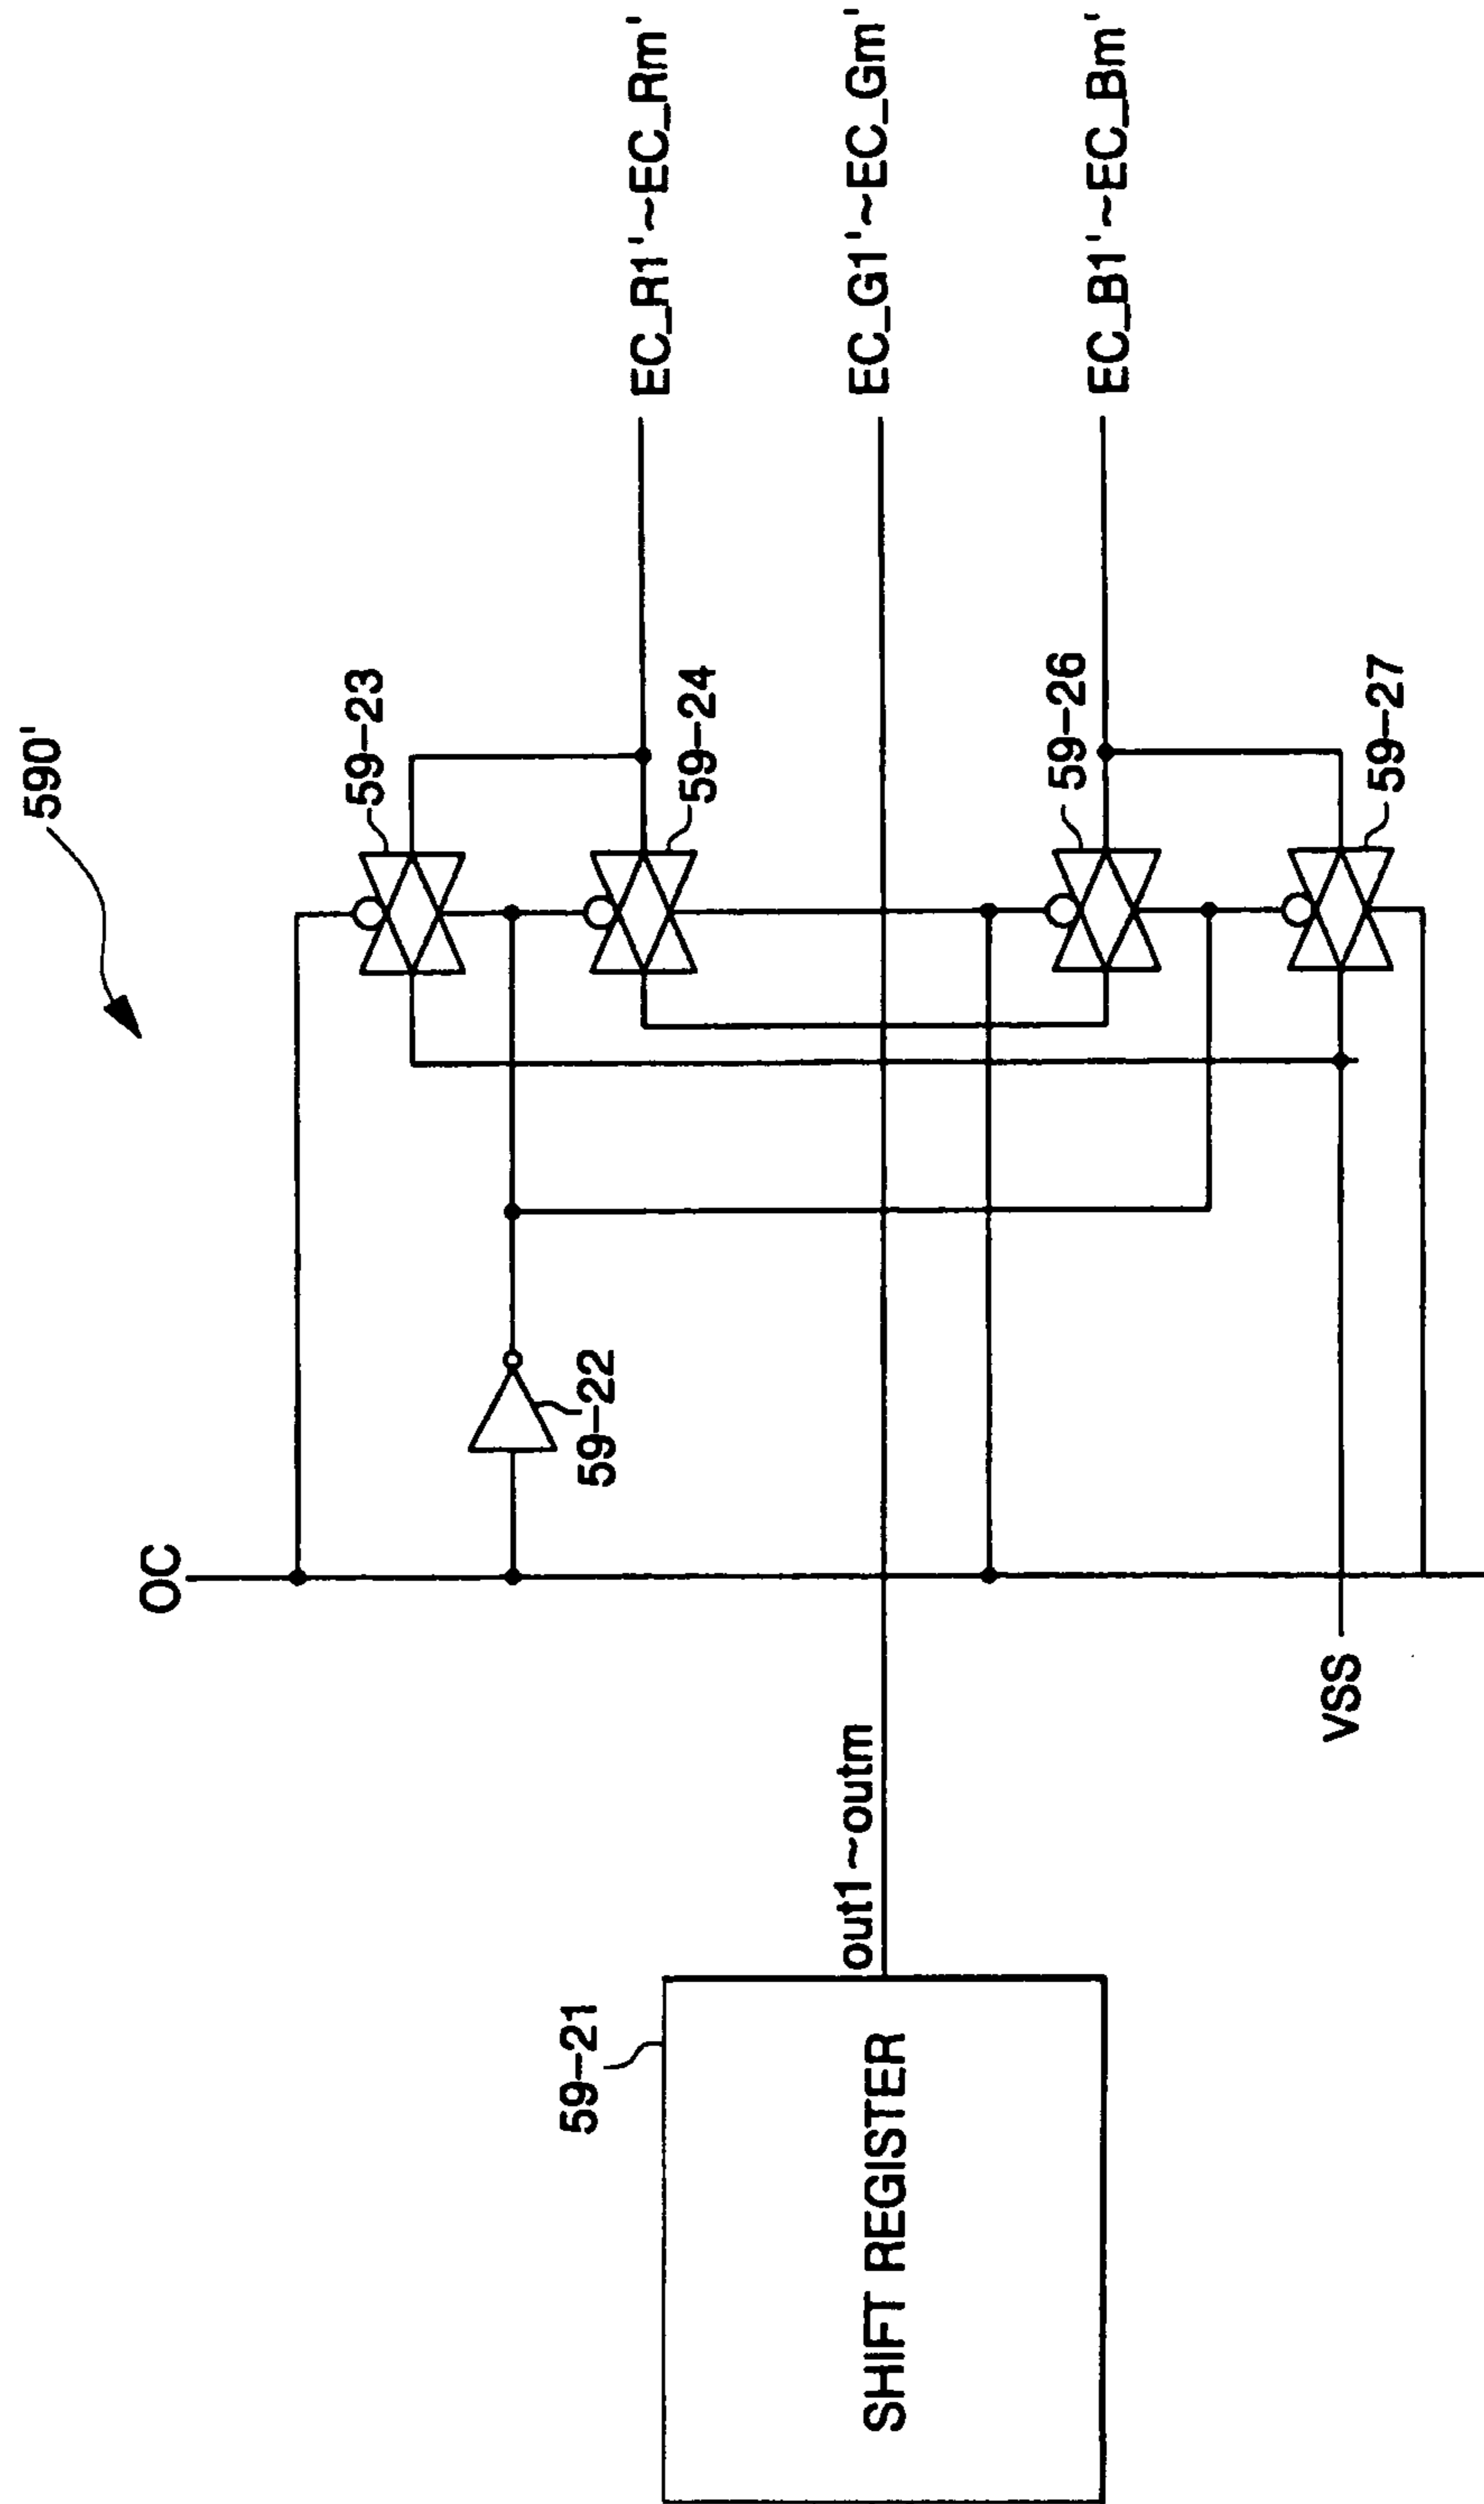 590'
OC
59-23
EC_R1'~EC_Rm'
59-24
59-22
59-21
SHIFT REGISTER
out1~outm
EC_G1'~EC_Gm'
59-26
EC_B1'~EC_Bm'
VSS
59-27